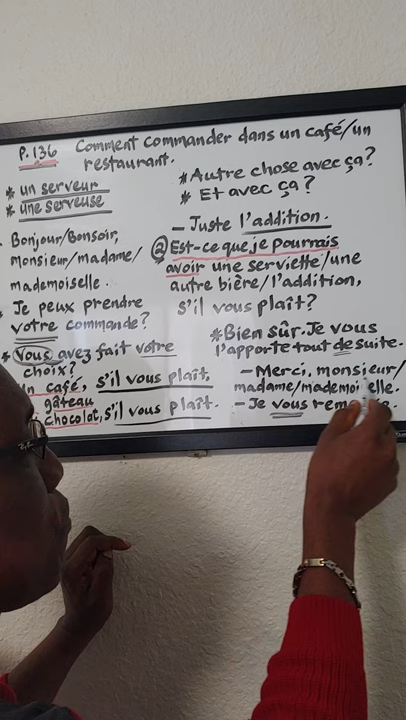 P. 136 Comment commander dans un café/un
restaurant.
* un serveur
* une serveuse
- Bonjour/Bonsoir,
monsieur/madame/
mademoiselle.
* Je peux prendre
votre commande?
* Vous avez fait votre
choix?
un café, s'il vous plaît.
gâteau
chocolat, s'il vous plaît.
* Autre chose avec ça?
* Et avec ça?
- Juste l'addition.
@ Est-ce que je pourrais
avoir une serviette/une
autre bière/l'addition,
s'il vous plaît?
* Bien sûr. Je vous
l'apporte tout de suite.
- Merci, monsieur/
madame/mademoiselle.
- Je vous